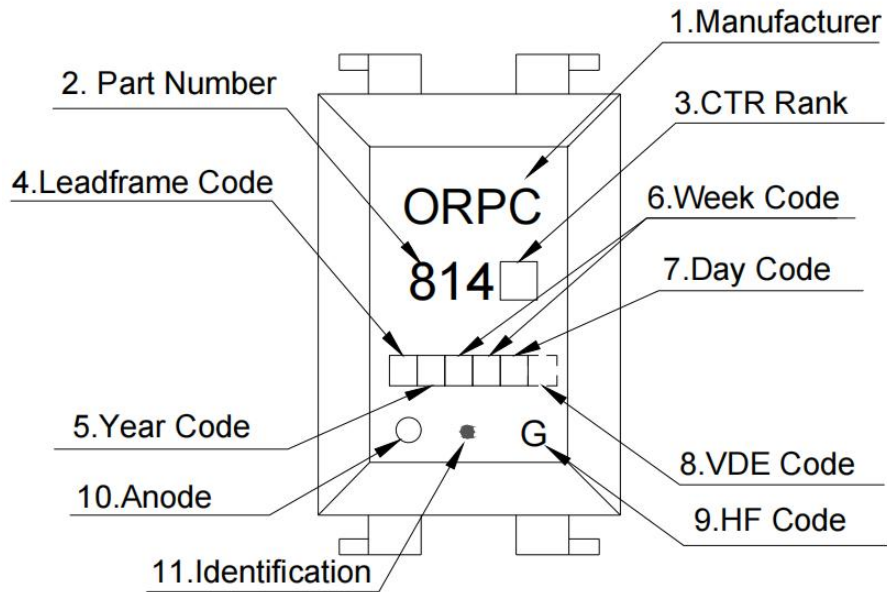 1.Manufacturer
2. Part Number
3.CTR Rank
4.Leadframe Code
ORPC
6.Week Code
814
7.Day Code
5.Year Code
G
8.VDE Code
10.Anode
9.HF Code
11.Identification